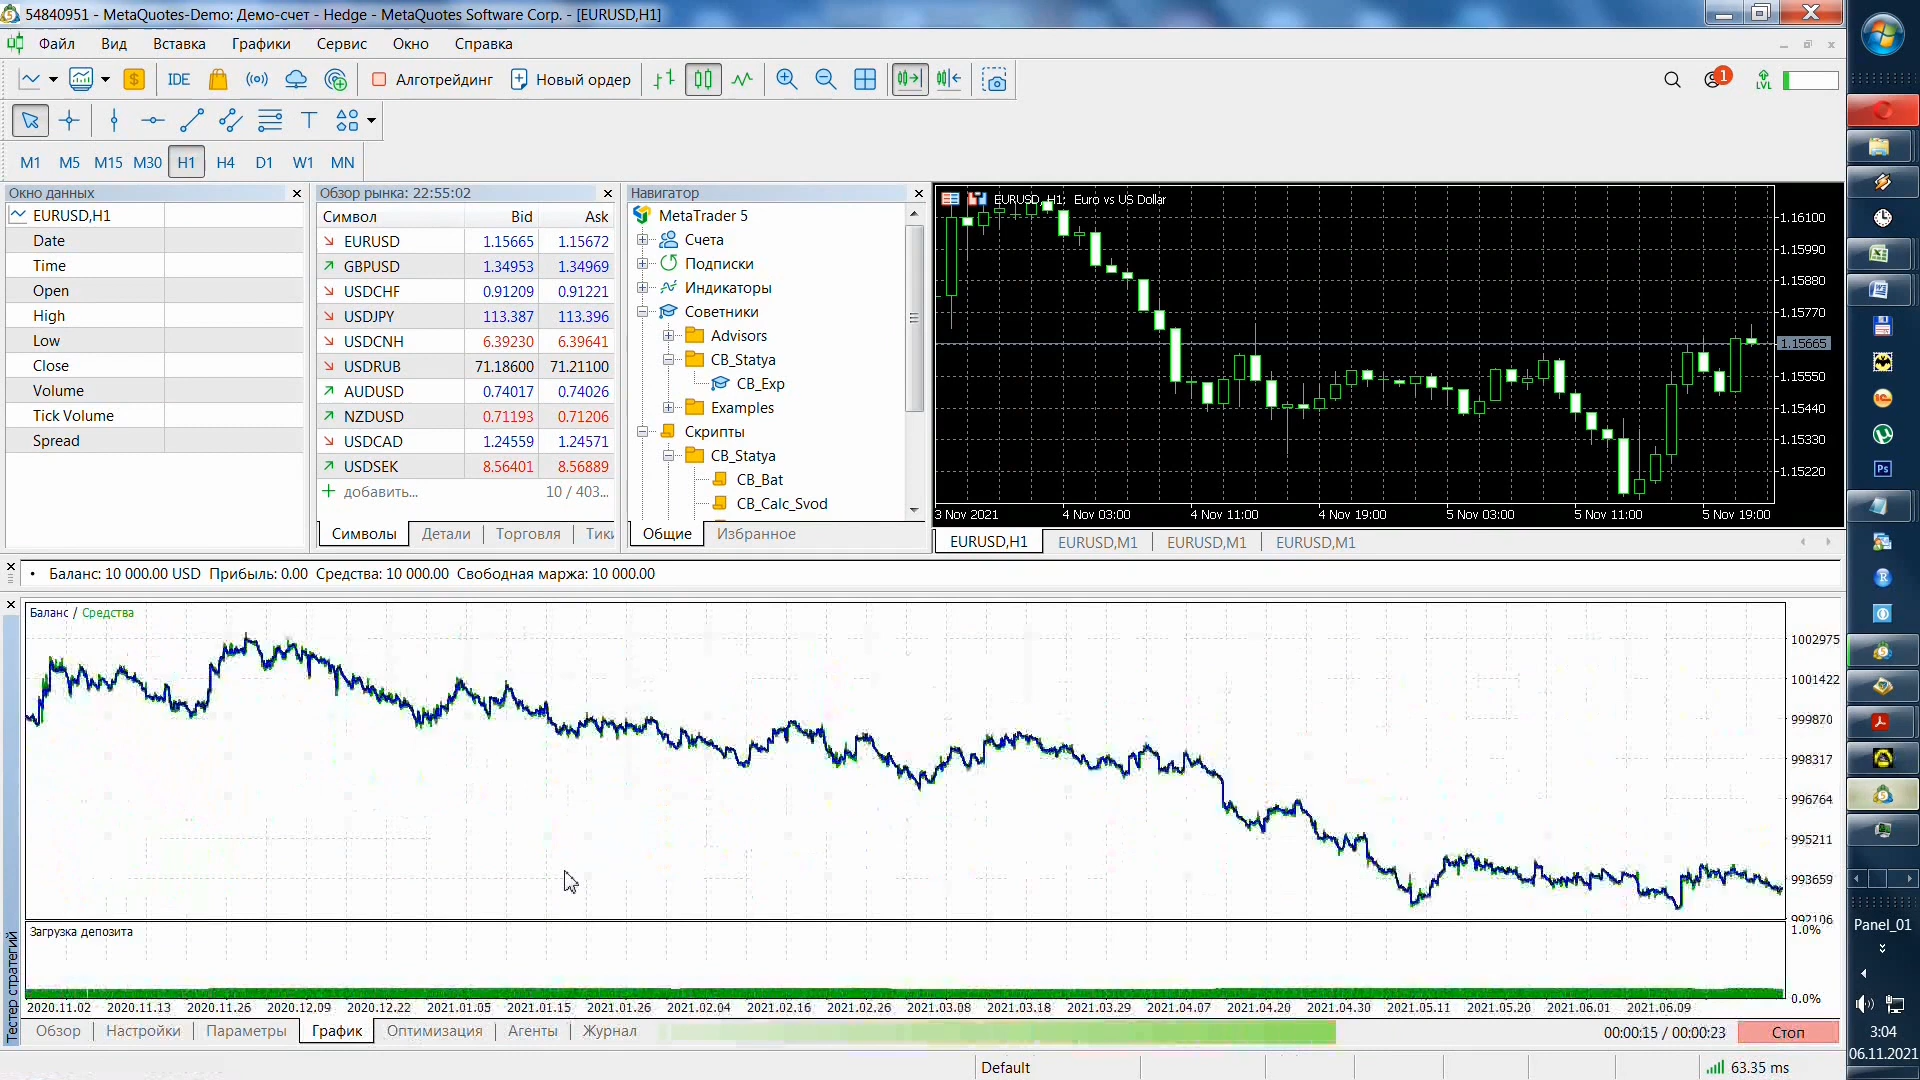 54840951 - MetaQuotes-Demo: Демо-счет - Hedge - MetaQuotes Software Corp. - [EURUSD,H1]
Файл Вид Вставка Графики Сервис Окно Справка
IDE Алготрейдинг Новый ордер 1 LVL
M1 M5 M15 M30 H1 H4 D1 W1 MN
Окно данных
EURUSD,H1
Date
Time
Open
High
Low
Close
Volume
Tick Volume
Spread
Обзор рынка: 22:55:02
Символ Bid Ask
EURUSD 1.15665 1.15672
GBPUSD 1.34953 1.34969
USDCHF 0.91209 0.91221
USDJPY 113.387 113.396
USDCNH 6.39230 6.39641
USDRUB 71.18600 71.21100
AUDUSD 0.74017 0.74026
NZDUSD 0.71193 0.71206
USDCAD 1.24559 1.24571
USDSEK 8.56401 8.56889
добавить... 10 / 403...
Символы Детали Торговля Тики
Навигатор
MetaTrader 5
Счета
Подписки
Индикаторы
Советники
Advisors
CB_Statya
CB_Exp
Examples
Скрипты
CB_Statya
CB_Bat
CB_Calc_Svod
Общие Избранное
EURUSD, H1: Euro vs US Dollar
1.16100
1.15990
1.15880
1.15770
1.15665
1.15550
1.15440
1.15330
1.15220
3 Nov 2021 4 Nov 03:00 4 Nov 11:00 4 Nov 19:00 5 Nov 03:00 5 Nov 11:00 5 Nov 19:00
EURUSD,H1 EURUSD,M1 EURUSD,M1 EURUSD,M1
Баланс: 10 000.00 USD Прибыль: 0.00 Средства: 10 000.00 Свободная маржа: 10 000.00
Баланс / Средства
1002975
1001422
999870
998317
996764
995211
993659
992106
Загрузка депозита
1.0%
0.0%
2020.11.02 2020.11.13 2020.11.26 2020.12.09 2020.12.22 2021.01.05 2021.01.15 2021.01.26 2021.02.04 2021.02.16 2021.02.26 2021.03.08 2021.03.18 2021.03.29 2021.04.07 2021.04.20 2021.04.30 2021.05.11 2021.05.20 2021.06.01 2021.06.09
Тестер стратегий
Обзор Настройки Параметры График Оптимизация Агенты Журнал 00:00:15 / 00:00:23 Стоп
Default 63.35 ms
Ps
R
Panel_01
3:04
06.11.2021